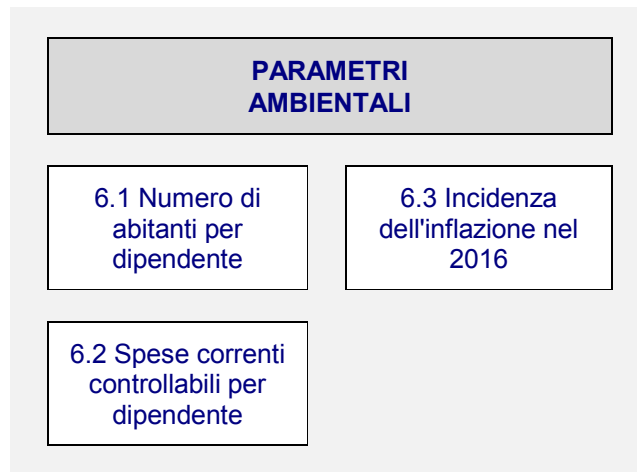 PARAMETRI
AMBIENTALI
6.1 Numero di
abitanti per
dipendente
6.3 Incidenza
dell'inflazione nel
2016
6.2 Spese correnti
controllabili per
dipendente